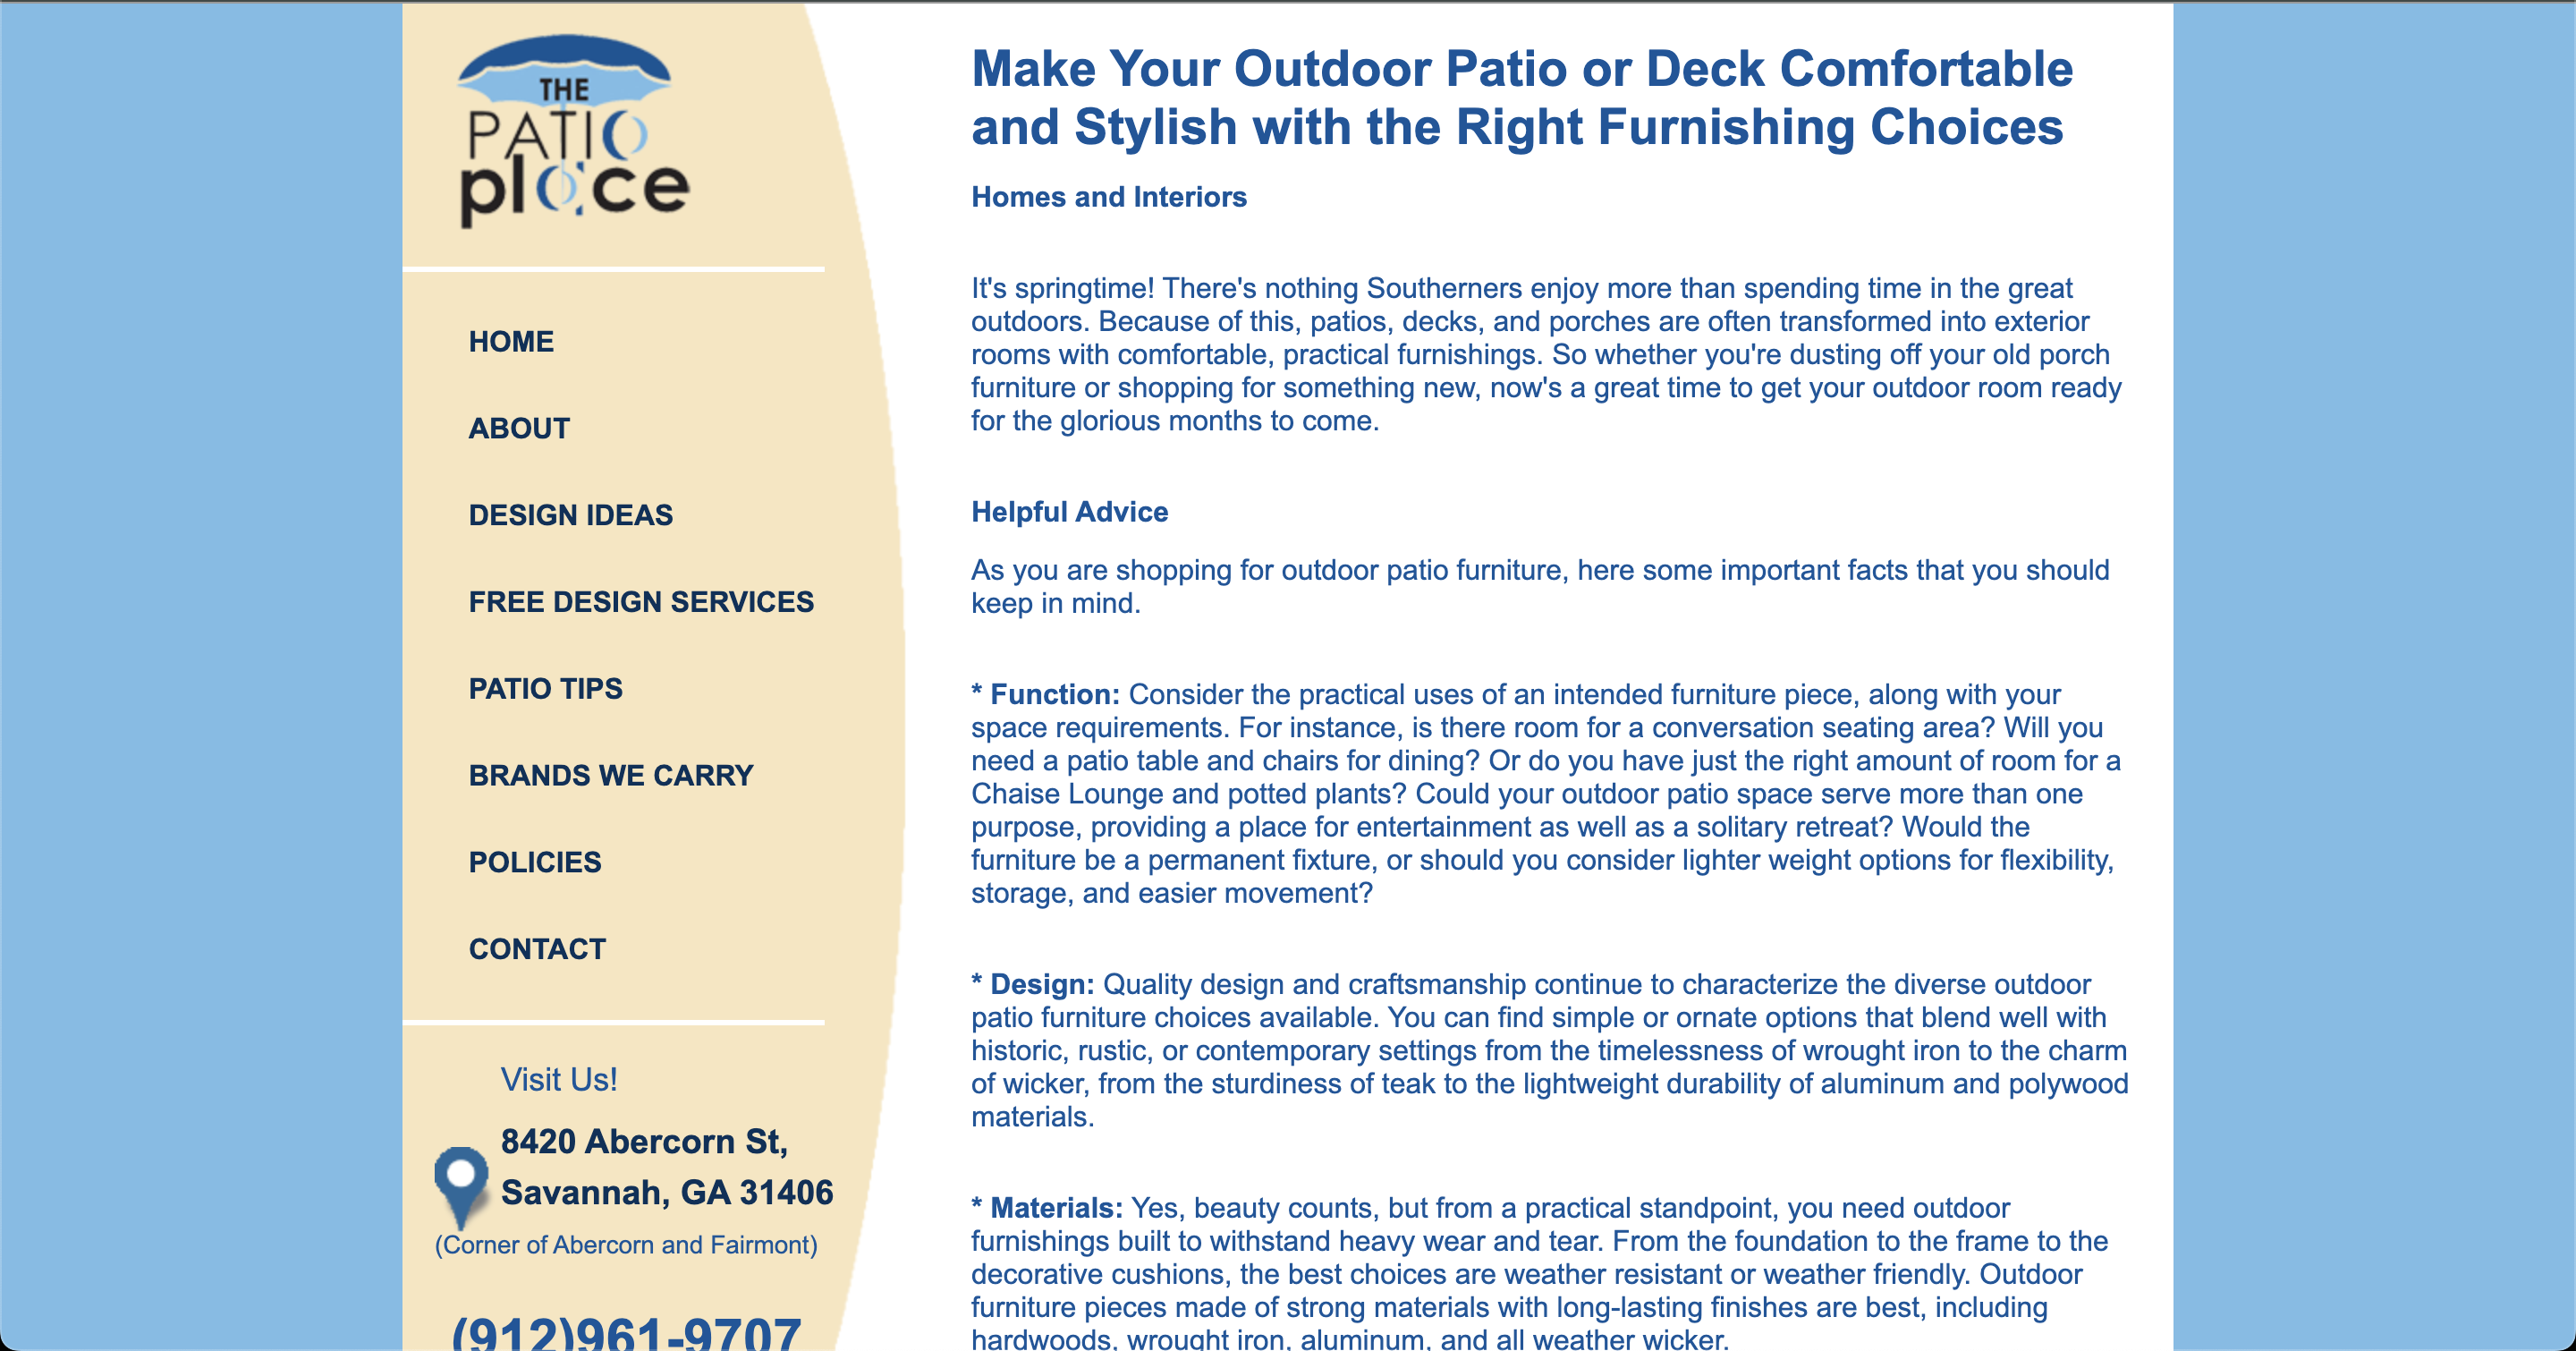 THE
PATIO
place
HOME
ABOUT
DESIGN IDEAS
FREE DESIGN SERVICES
PATIO TIPS
BRANDS WE CARRY
POLICIES
CONTACT
Visit Us!
8420 Abercorn St,
Savannah, GA 31406
(Corner of Abercorn and Fairmont)
(912)961-9707
Make Your Outdoor Patio or Deck Comfortable
and Stylish with the Right Furnishing Choices
Homes and Interiors
It's springtime! There's nothing Southerners enjoy more than spending time in the great
outdoors. Because of this, patios, decks, and porches are often transformed into exterior
rooms with comfortable, practical furnishings. So whether you're dusting off your old porch
furniture or shopping for something new, now's a great time to get your outdoor room ready
for the glorious months to come.
Helpful Advice
As you are shopping for outdoor patio furniture, here some important facts that you should
keep in mind.
* Function: Consider the practical uses of an intended furniture piece, along with your
space requirements. For instance, is there room for a conversation seating area? Will you
need a patio table and chairs for dining? Or do you have just the right amount of room for a
Chaise Lounge and potted plants? Could your outdoor patio space serve more than one
purpose, providing a place for entertainment as well as a solitary retreat? Would the
furniture be a permanent fixture, or should you consider lighter weight options for flexibility,
storage, and easier movement?
* Design: Quality design and craftsmanship continue to characterize the diverse outdoor
patio furniture choices available. You can find simple or ornate options that blend well with
historic, rustic, or contemporary settings from the timelessness of wrought iron to the charm
of wicker, from the sturdiness of teak to the lightweight durability of aluminum and polywood
materials.
* Materials: Yes, beauty counts, but from a practical standpoint, you need outdoor
furnishings built to withstand heavy wear and tear. From the foundation to the frame to the
decorative cushions, the best choices are weather resistant or weather friendly. Outdoor
furniture pieces made of strong materials with long-lasting finishes are best, including
hardwoods, wrought iron, aluminum, and all weather wicker.